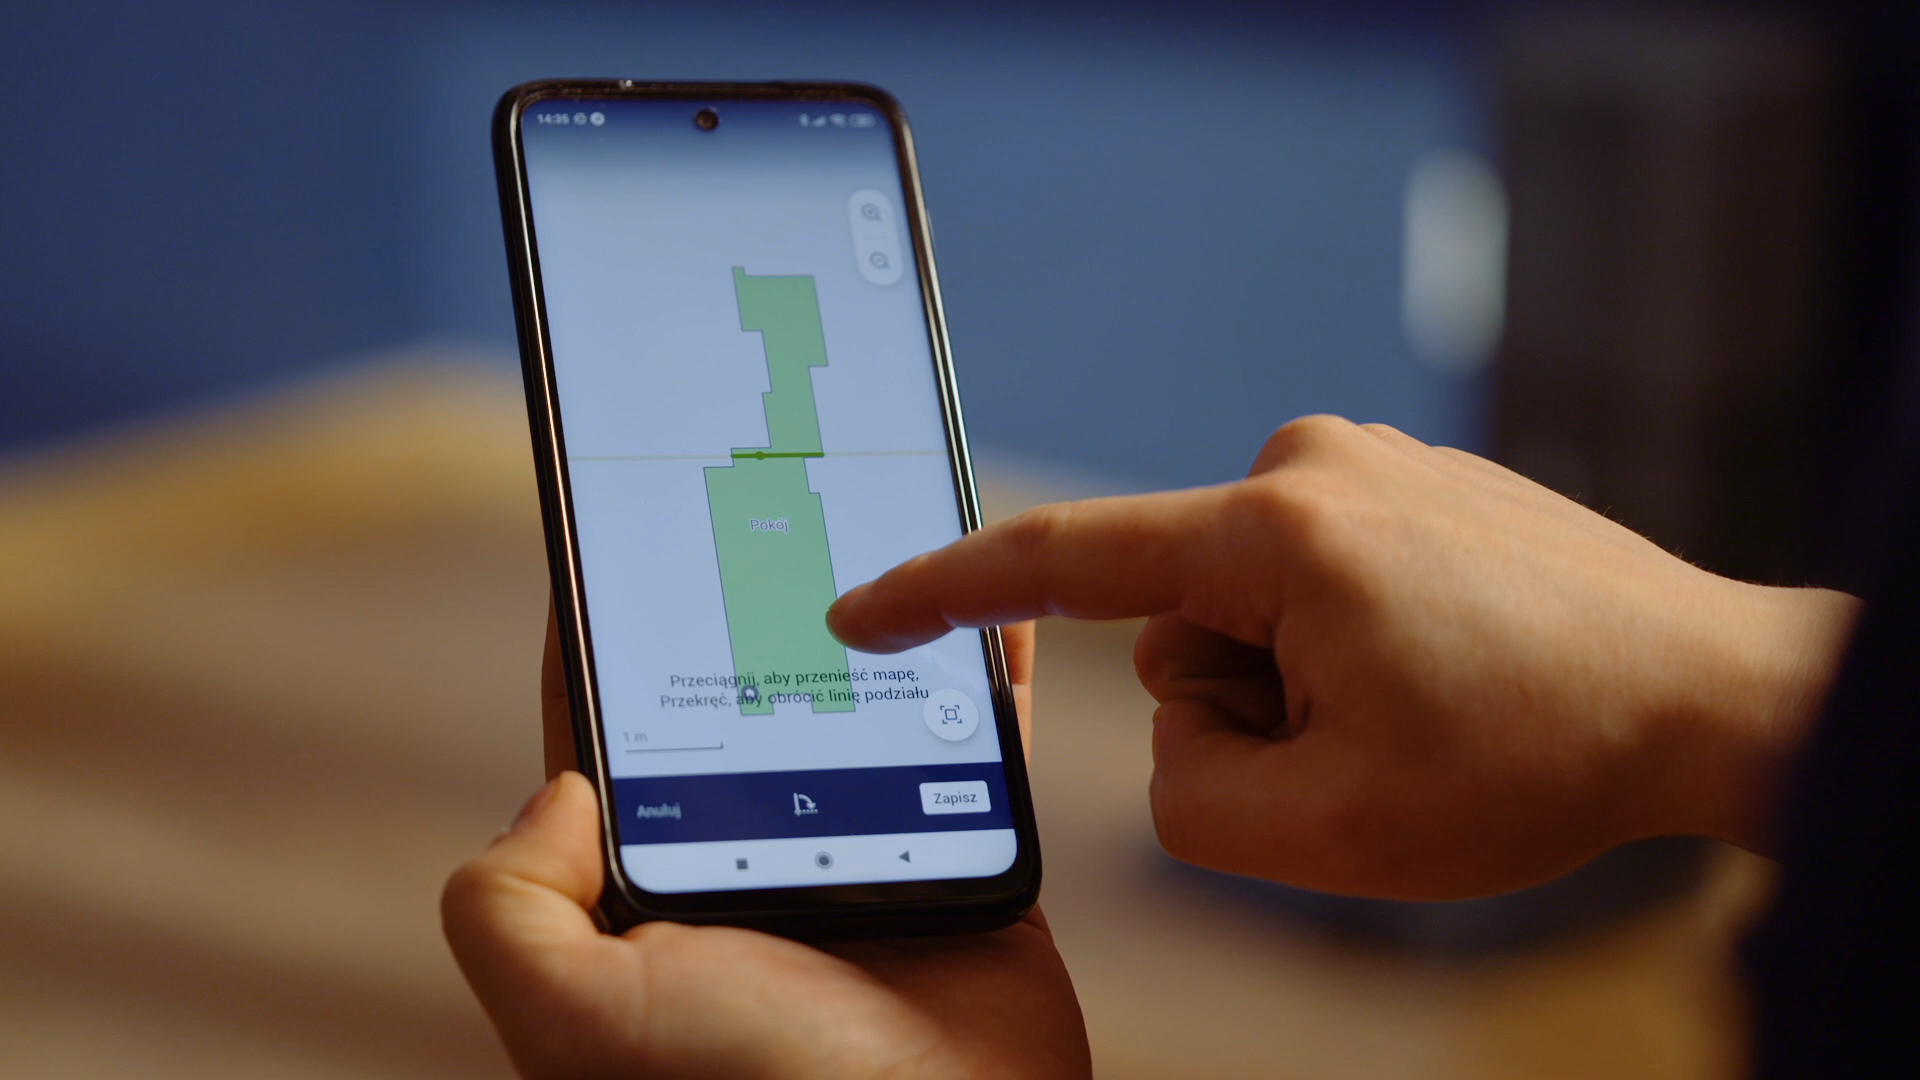 14:35
Pokój
Przeciągnij, aby przenieść mapę,
Przekręć, aby obrócić linię podziału
1 m
Anuluj
Zapisz